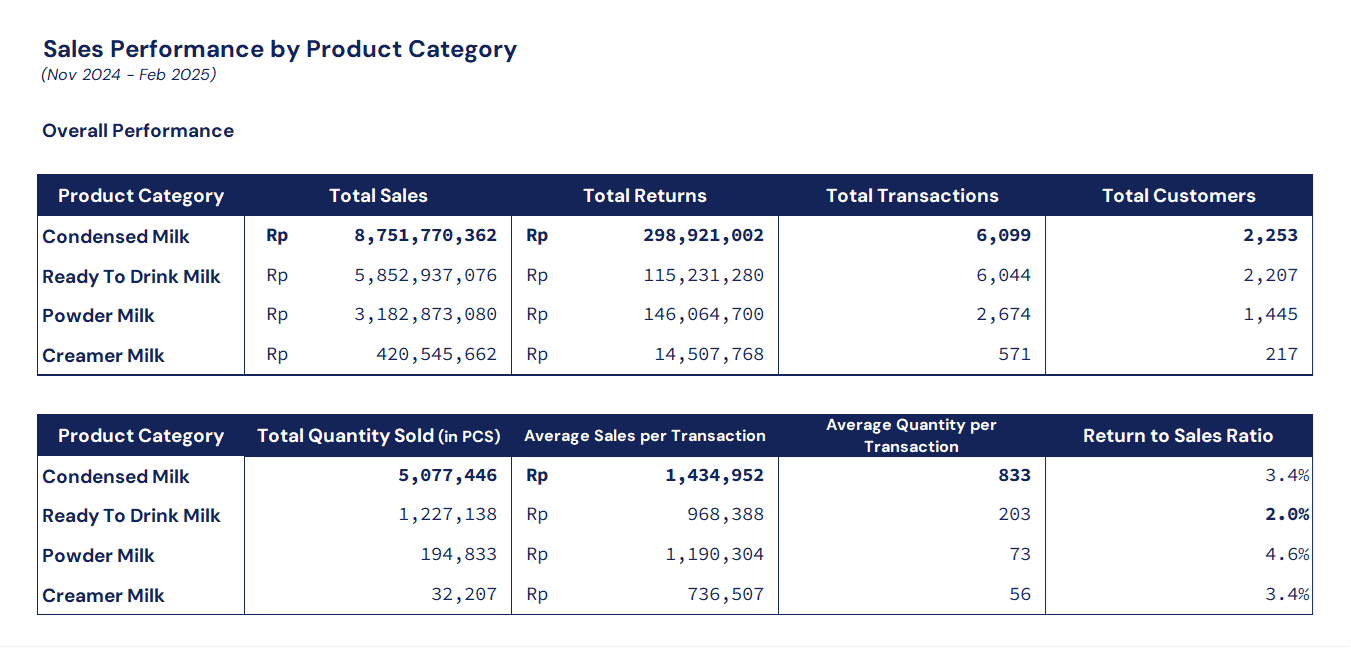 Sales Performance by Product Category
(Nov 2024 - Feb 2025)
Overall Performance
Product Category Total Sales Total Returns Total Transactions Total Customers
Condensed Milk Rp 8,751,770,362 Rp 298,921,002 6,099 2,253
Ready To Drink Milk Rp 5,852,937,076 Rp 115,231,280 6,044 2,207
Powder Milk Rp 3,182,873,080 Rp 146,064,700 2,674 1,445
Creamer Milk Rp 420,545,662 Rp 14,507,768 571 217
Product Category Total Quantity Sold (in PCS) Average Sales per Transaction Average Quantity per Transaction Return to Sales Ratio
Condensed Milk 5,077,446 Rp 1,434,952 833 3.4%
Ready To Drink Milk 1,227,138 Rp 968,388 203 2.0%
Powder Milk 194,833 Rp 1,190,304 73 4.6%
Creamer Milk 32,207 Rp 736,507 56 3.4%